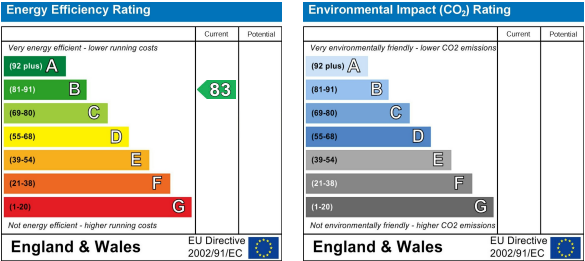 Energy Efficiency Rating
Current Potential
Very energy efficient - lower running costs
(92 plus) A
(81-91) B 83
(69-80) C
(55-68) D
(39-54) E
(21-38) F
(1-20) G
Not energy efficient - higher running costs
England & Wales
EU Directive
2002/91/EC
Environmental Impact (CO2) Rating
Current Potential
Very environmentally friendly - lower CO2 emissions
(92 plus) A
(81-91) B
(69-80) C
(55-68) D
(39-54) E
(21-38) F
(1-20) G
Not environmentally friendly - higher CO2 emissions
England & Wales
EU Directive
2002/91/EC